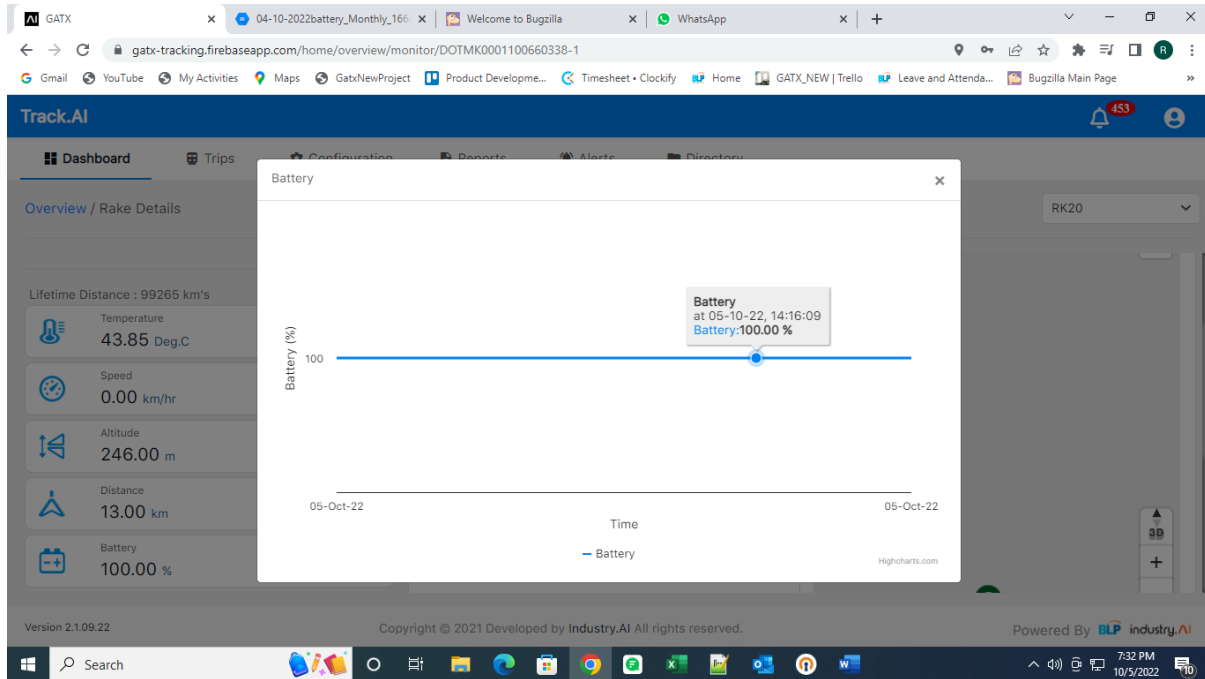 GATX
04-10-2022battery_Monthly_166
Welcome to Bugzilla
WhatsApp
gatx-tracking.firebaseapp.com/home/overview/monitor/DOTMK0001100660338-1
R
Gmail YouTube My Activities Maps GatxNewProject Product Developme... Timesheet • Clockify Home GATX_NEW | Trello Leave and Attenda... Bugzilla Main Page »
Track.AI
453
Dashboard Trips Configuration Reports Alerts Directory
Overview / Rake Details
RK20
Lifetime Distance : 99265 km's
Temperature
43.85 Deg.C
Speed
0.00 km/hr
Altitude
246.00 m
Distance
13.00 km
Battery
100.00 %
Battery
×
Battery (%)
100
Battery
at 05-10-22, 14:16:09
Battery:100.00 %
05-Oct-22
05-Oct-22
Time
Battery
Highcharts.com
3D
+
Version 2.1.09.22
Copyright © 2021 Developed by Industry.AI All rights reserved.
Powered By BLP industry.AI
Search
7:32 PM
10/5/2022
10